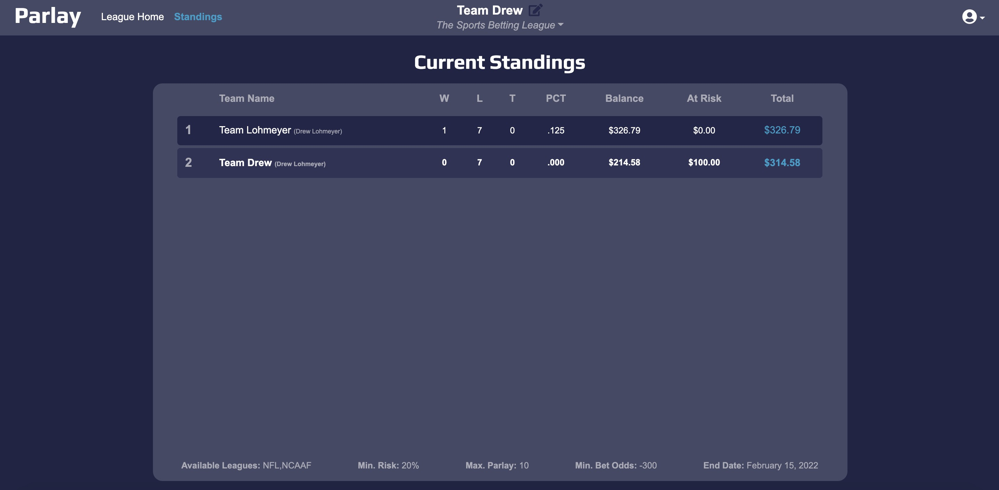 Parlay League Home Standings
Team Drew
The Sports Betting League
Current Standings
Team Name W L T PCT Balance At Risk Total
1 Team Lohmeyer (Drew Lohmeyer) 1 7 0 .125 $326.79 $0.00 $326.79
2 Team Drew (Drew Lohmeyer) 0 7 0 .000 $214.58 $100.00 $314.58
Available Leagues: NFL,NCAAF Min. Risk: 20% Max. Parlay: 10 Min. Bet Odds: -300 End Date: February 15, 2022